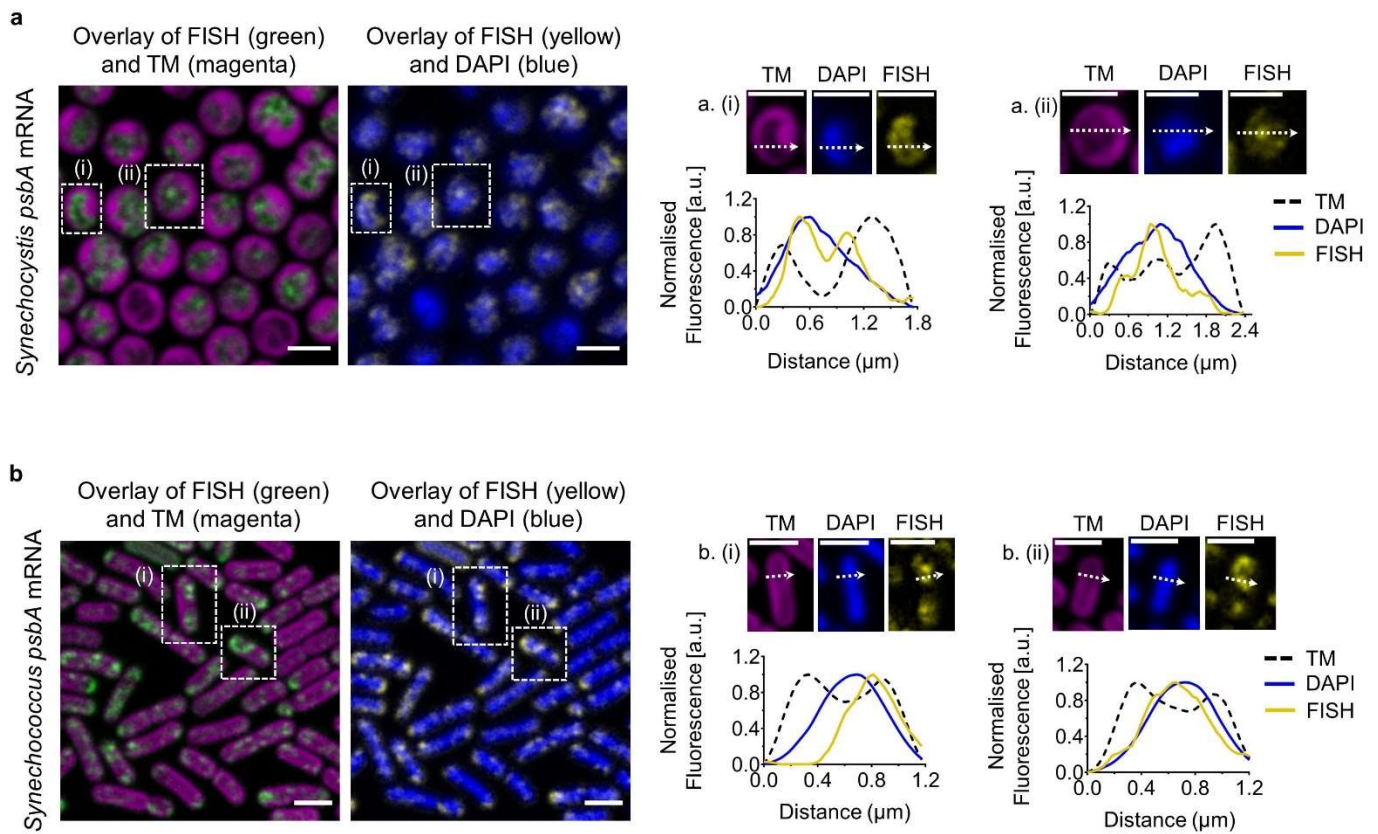 a
Overlay of FISH (green)
and TM (magenta)
Overlay of FISH (yellow)
and DAPI (blue)
Synechocystis psbA mRNA
(i)
(ii)
(i)
(ii)
a. (i)
TM
DAPI
FISH
Normalised
Fluorescence [a.u.]
1.2
0.8
0.4
0.0
0.0
0.6
1.2
1.8
Distance (µm)
a. (ii)
TM
DAPI
FISH
Normalised
Fluorescence [a.u.]
1.2
0.8
0.4
0.0
0.0
0.6
1.2
1.8
2.4
Distance (µm)
TM
DAPI
FISH
b
Overlay of FISH (green)
and TM (magenta)
Overlay of FISH (yellow)
and DAPI (blue)
Synechococcus psbA mRNA
(i)
(ii)
(i)
(ii)
b. (i)
TM
DAPI
FISH
Normalised
Fluorescence [a.u.]
1.2
0.8
0.4
0.0
0.0
0.4
0.8
1.2
Distance (µm)
b. (ii)
TM
DAPI
FISH
Normalised
Fluorescence [a.u.]
1.2
0.8
0.4
0.0
0.0
0.4
0.8
1.2
Distance (µm)
TM
DAPI
FISH